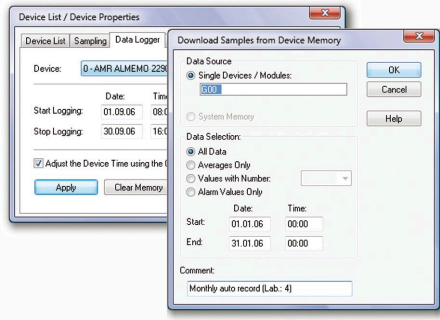 Device List / Device Properties
Device List Sampling Data Logger
Device: 0 - AMR ALMEMO 2290
Date:
Start Logging: 01.09.06 08:0
Stop Logging: 30.09.06 16:0
Adjust the Device Time using the
Apply Clear Memory
Download Samples from Device Memory
Data Source
Single Devices / Modules:
G00
System Memory
OK
Cancel
Help
Data Selection:
All Data
Averages Only
Values with Number:
Alarm Values Only
Date: Time:
Start: 01.01.06 00:00
End: 31.01.06 00:00
Comment:
Monthly auto record (Lab.: 4)